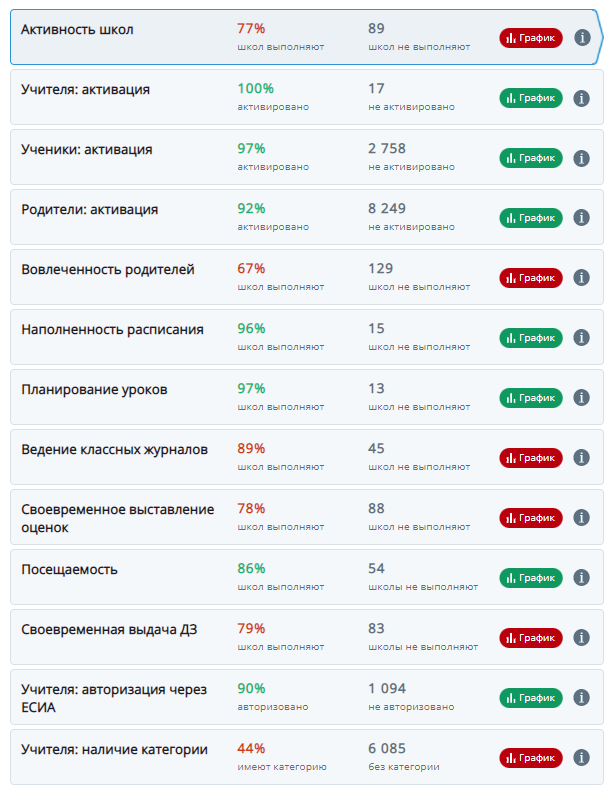 Активность школ 77% 89 График
школ выполняют школ не выполняют
Учителя: активация 100% 17 График
активировано не активировано
Ученики: активация 97% 2 758 График
активировано не активировано
Родители: активация 92% 8 249 График
активировано не активировано
Вовлеченность родителей 67% 129 График
школ выполняют школ не выполняют
Наполненность расписания 96% 15 График
школ выполняют школ не выполняют
Планирование уроков 97% 13 График
школ выполняют школ не выполняют
Ведение классных журналов 89% 45 График
школ выполняют школ не выполняют
Своевременное выставление 78% 88 График
оценок школ выполняют школ не выполняют
Посещаемость 86% 54 График
школ выполняют школы не выполняют
Своевременная выдача ДЗ 79% 83 График
школ выполняют школы не выполняют
Учителя: авторизация через 90% 1 094 График
ЕСИА авторизовано не авторизовано
Учителя: наличие категории 44% 6 085 График
имеют категорию без категории